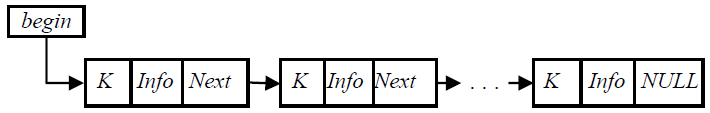 begin
K Info Next K Info Next . . . K Info NULL